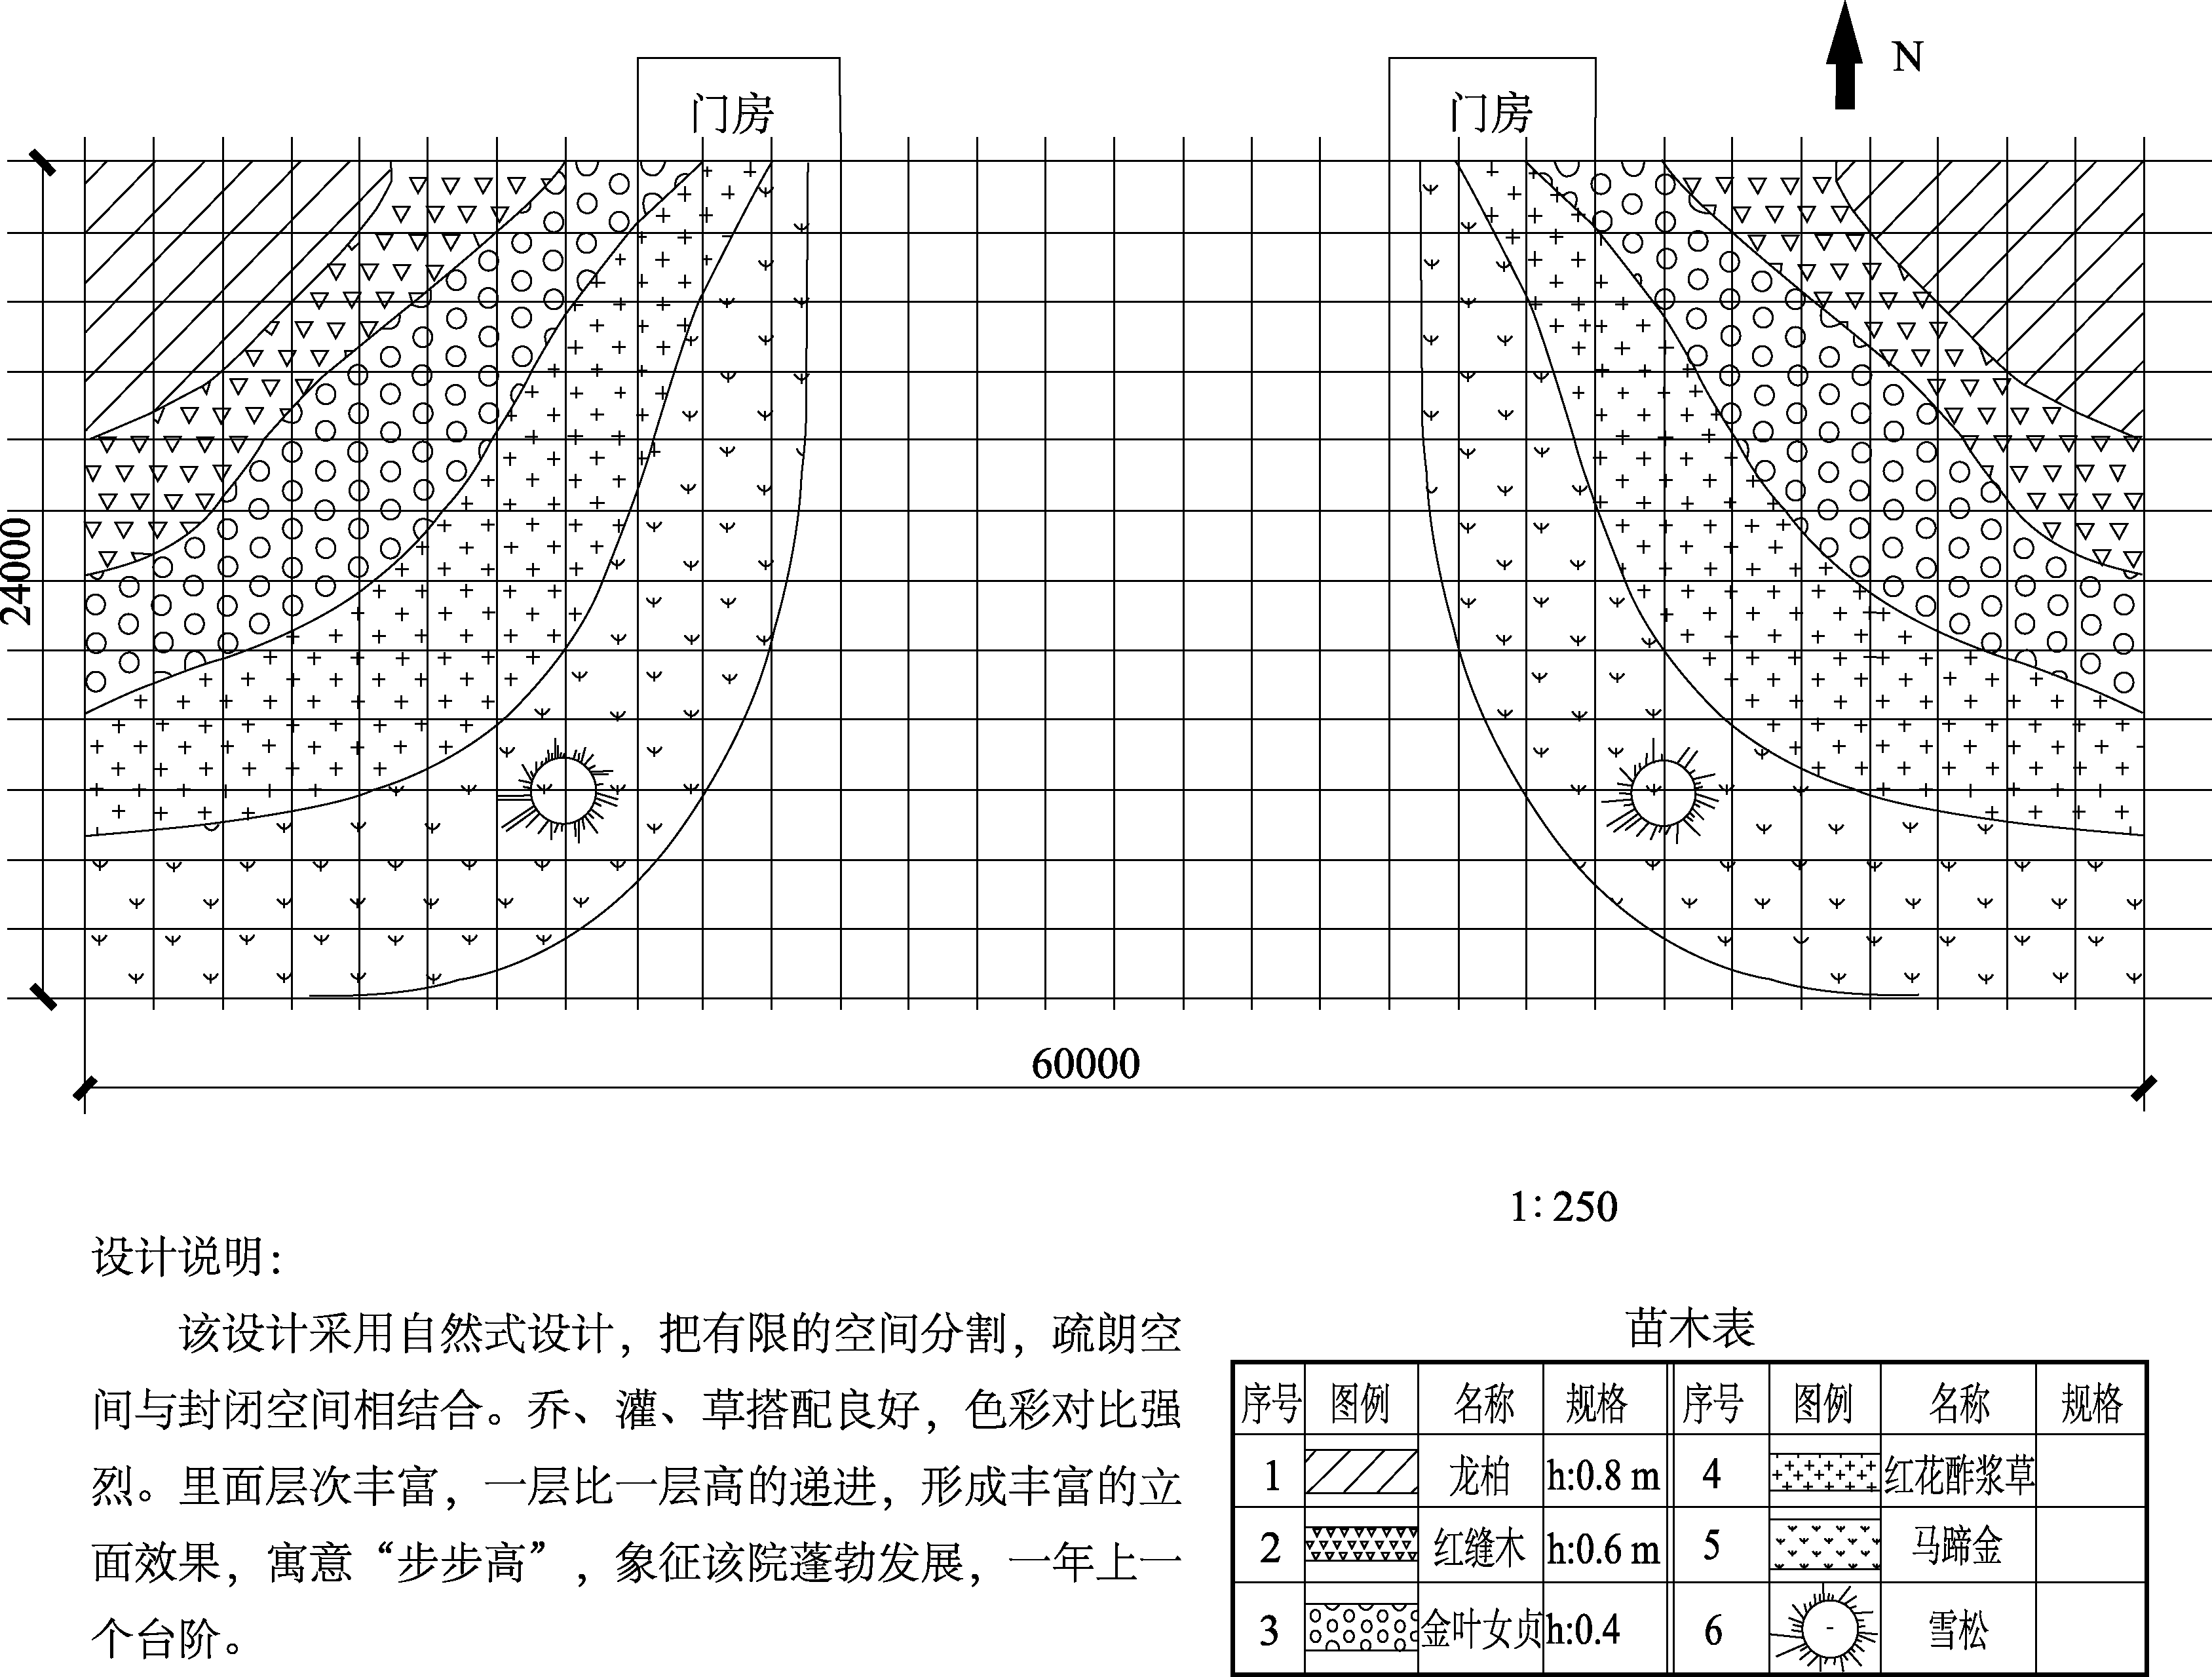 N
门房
门房
24000
60000
1:250
设计说明:
该设计采用自然式设计，把有限的空间分割，疏朗空
间与封闭空间相结合。乔、灌、草搭配良好，色彩对比强
烈。里面层次丰富，一层比一层高的递进，形成丰富的立
面效果，寓意“步步高”，象征该院蓬勃发展，一年上一
个台阶。
苗木表
序号 图例 名称 规格 序号 图例 名称 规格
1 龙柏 h:0.8 m 4 红花酢浆草
2 红缝木 h:0.6 m 5 马蹄金
3 金叶女贞 h:0.4 6 雪松